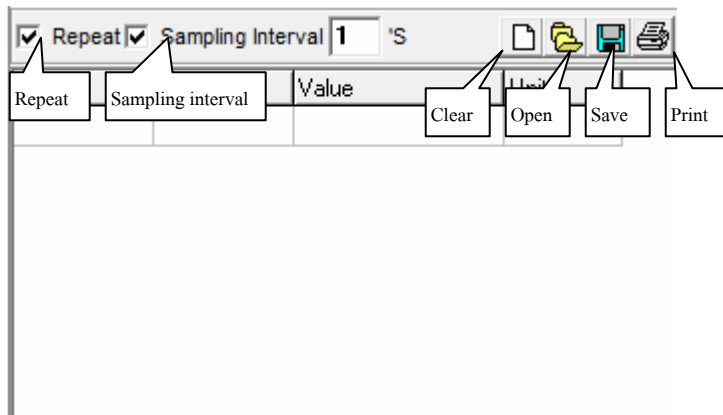 Repeat Sampling Interval 1 'S
Value
Repeat
Sampling interval
Clear
Open
Save
Print